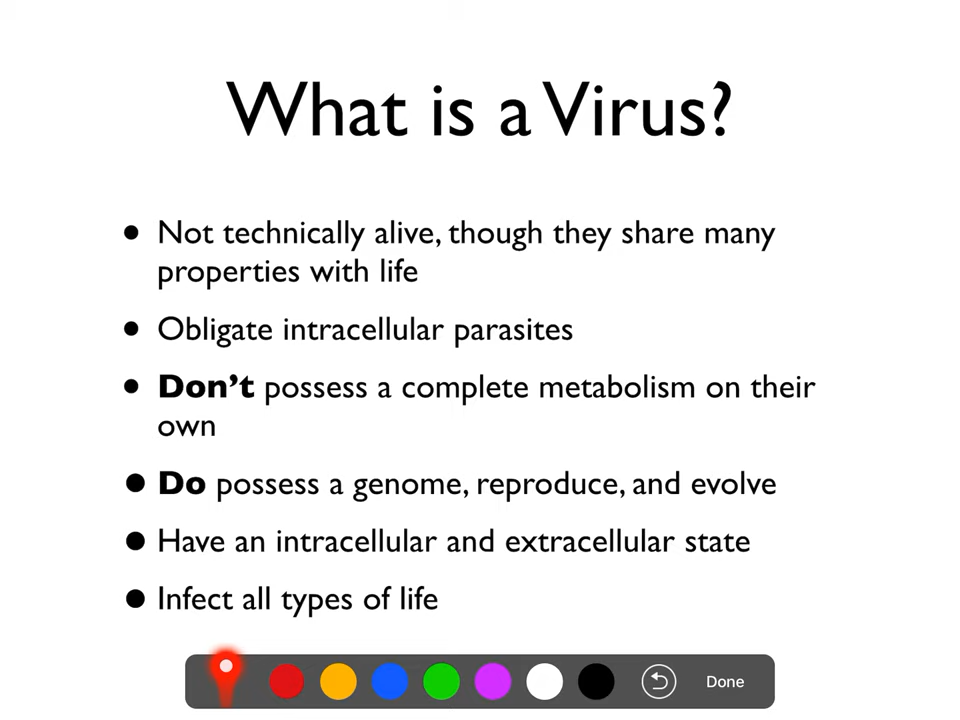 What is a Virus?
• Not technically alive, though they share many
properties with life
• Obligate intracellular parasites
• Don't possess a complete metabolism on their
own
• Do possess a genome, reproduce, and evolve
• Have an intracellular and extracellular state
• Infect all types of life
Done